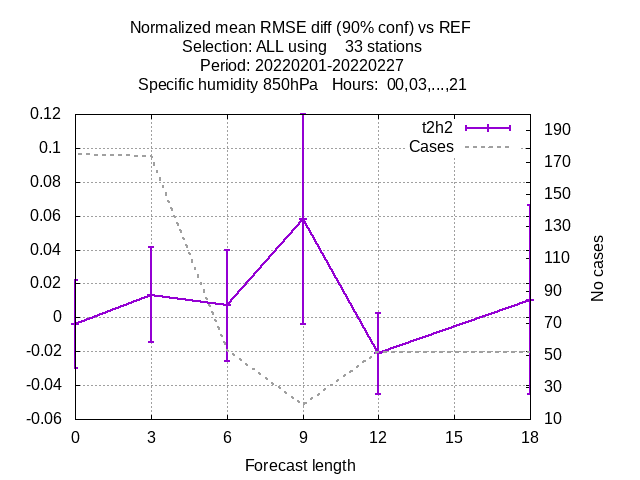 Normalized mean RMSE diff (90% conf) vs REF
Selection: ALL using    33 stations
Period: 20220201-20220227
Specific humidity 850hPa   Hours:  00,03,...,21
t2h2
Cases
0.12
0.1
0.08
0.06
0.04
0.02
0
-0.02
-0.04
-0.06
190
170
150
130
110
90
70
50
30
10
No cases
0 3 6 9 12 15 18
Forecast length